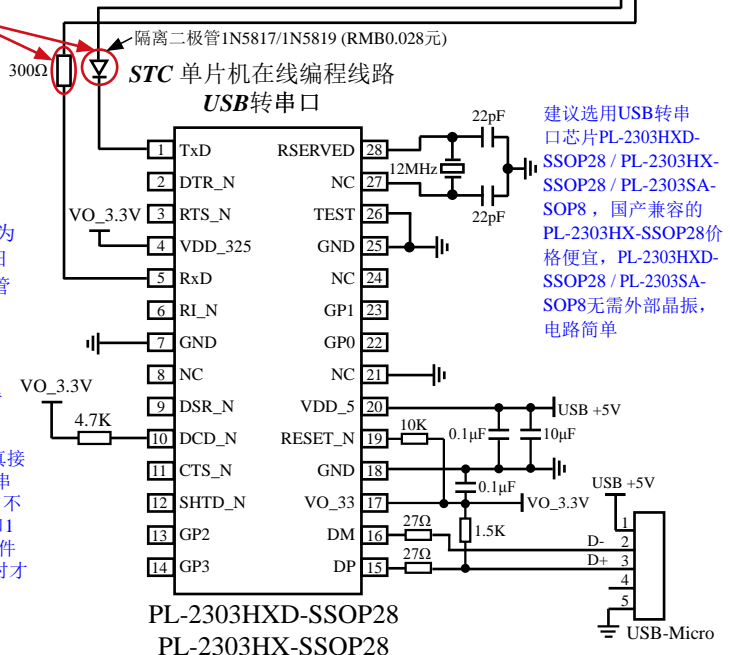 隔离二极管1N5817/1N5819 (RMB0.028元)
300Ω
STC 单片机在线编程线路
USB转串口
22pF
12MHz
22pF
建议选用USB转串
口芯片PL-2303HXD-
SSOP28 / PL-2303HX-
SSOP28 / PL-2303SA-
SOP8 ，国产兼容的
PL-2303HX-SSOP28价
格便宜，PL-2303HXD-
SSOP28 / PL-2303SA-
SOP8无需外部晶振，
电路简单
1 TxD RSERVED 28
2 DTR_N NC 27
VO_3.3V 3 RTS_N TEST 26
4 VDD_325 GND 25
5 RxD NC 24
6 RI_N GP1 23
7 GND GP0 22
8 NC NC 21
9 DSR_N VDD_5 20
10 DCD_N RESET_N 19
11 CTS_N GND 18
12 SHTD_N VO_33 17
13 GP2 DM 16
14 GP3 DP 15
为
管
VO_3.3V
4.7K
直接
串
不
件
时才
10K
0.1μF
10μF
USB +5V
0.1μF
VO_3.3V
27Ω
27Ω
1.5K
USB +5V
D-
D+
1
2
3
4
5
USB-Micro
PL-2303HXD-SSOP28
PL-2303HX-SSOP28